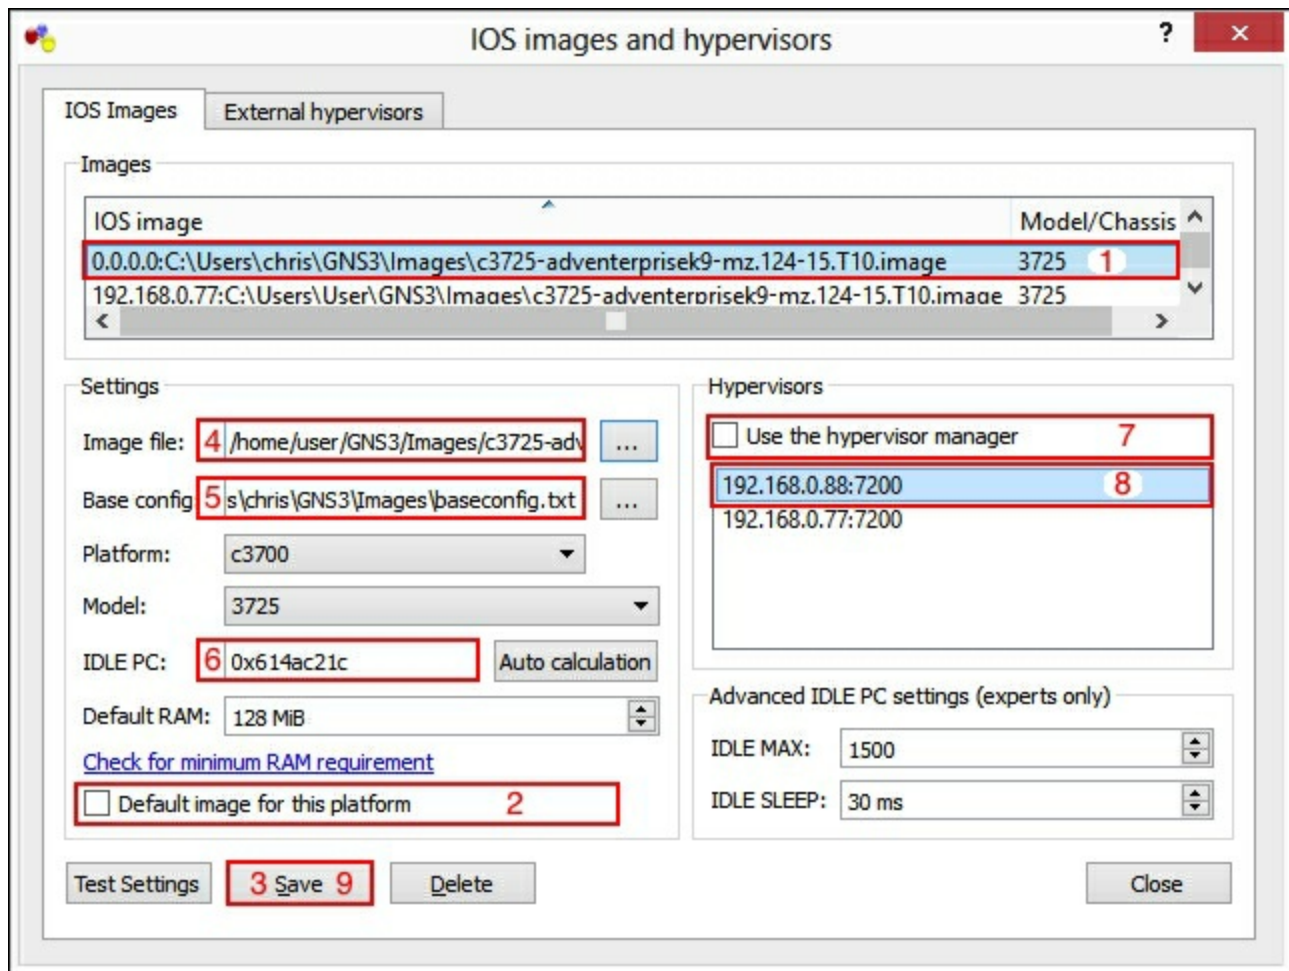 IOS images and hypervisors ?
IOS Images External hypervisors
Images
IOS image Model/Chassis
0.0.0.0:C:\Users\chris\GNS3\Images\c3725-adventerprisek9-mz.124-15.T10.image 3725 1
192.168.0.77:C:\Users\User\GNS3\Images\c3725-adventerprisek9-mz.124-15.T10.image 3725
Settings
Image file: 4 /home/user/GNS3/Images/c3725-adv ...
Base config 5 s\chris\GNS3\Images\baseconfig.txt ...
Platform: c3700
Model: 3725
IDLE PC: 6 0x614ac21c Auto calculation
Default RAM: 128 MiB
Check for minimum RAM requirement
Default image for this platform 2
Hypervisors
Use the hypervisor manager 7
192.168.0.88:7200 8
192.168.0.77:7200
Advanced IDLE PC settings (experts only)
IDLE MAX: 1500
IDLE SLEEP: 30 ms
Test Settings 3 Save 9 Delete Close